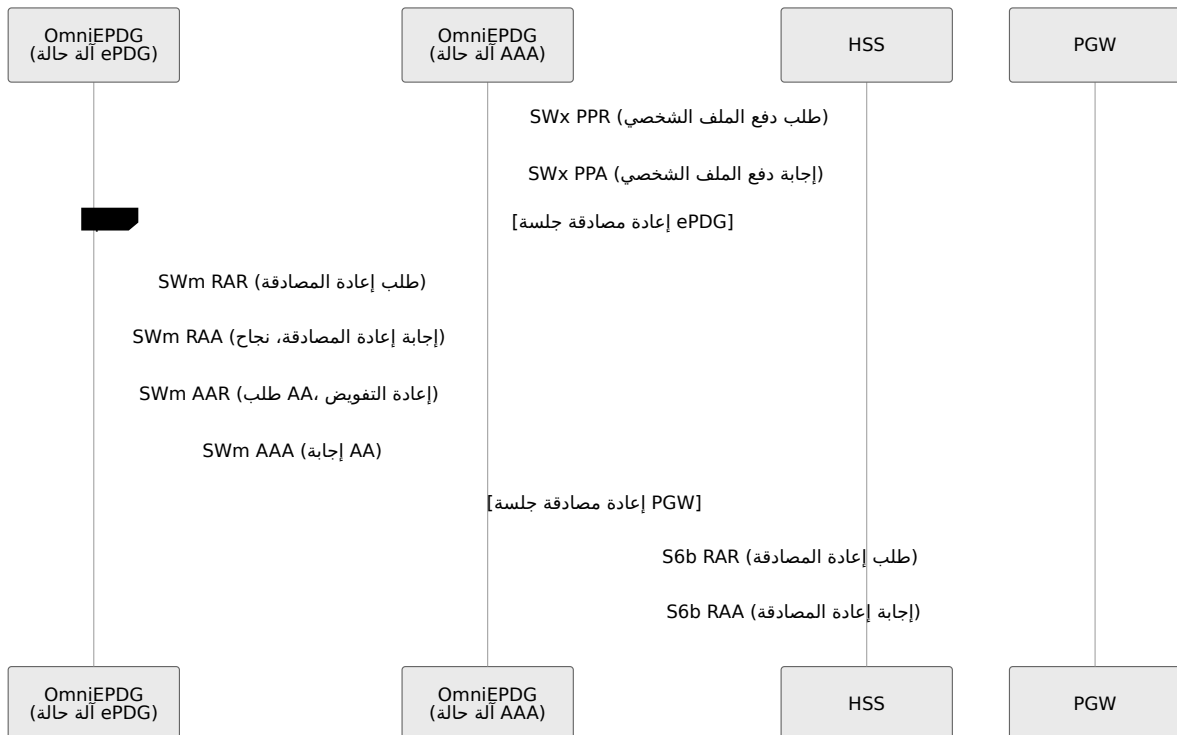 OmniEPDG
(آلة حالة ePDG)
OmniEPDG
(آلة حالة AAA)
HSS
PGW
SWx PPR (طلب دفع الملف الشخصي)
SWx PPA (إجابة دفع الملف الشخصي)
[إعادة مصادقة جلسة ePDG]
SWm RAR (طلب إعادة المصادقة)
SWm RAA (إجابة إعادة المصادقة، نجاح)
SWm AAR (طلب AA، إعادة التفويض)
SWm AAA (إجابة AA)
[إعادة مصادقة جلسة PGW]
S6b RAR (طلب إعادة المصادقة)
S6b RAA (إجابة إعادة المصادقة)
OmniEPDG
(آلة حالة ePDG)
OmniEPDG
(آلة حالة AAA)
HSS
PGW